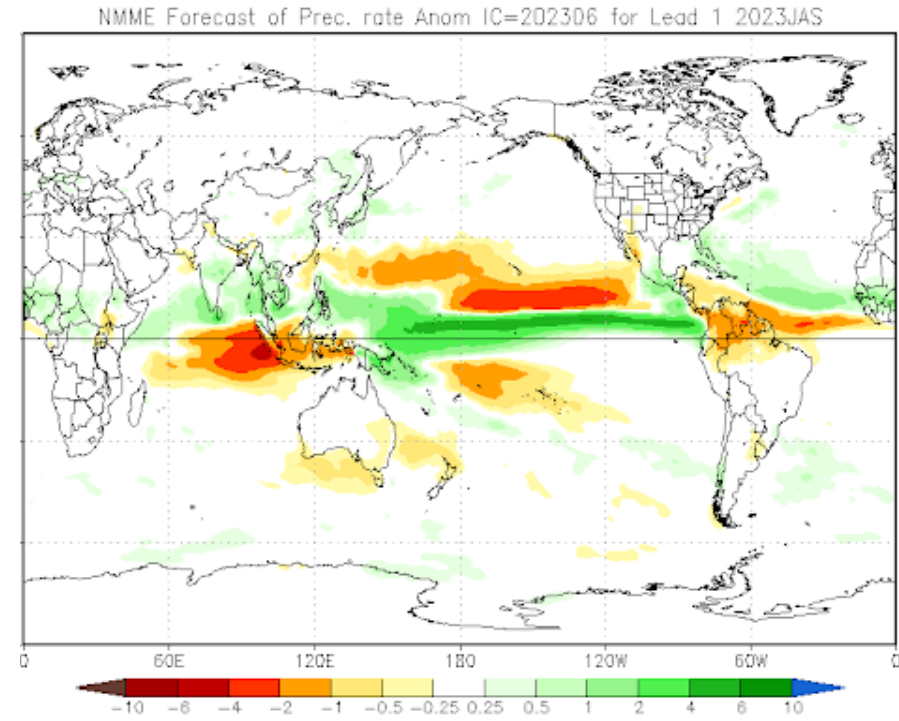 NMME Forecast of Prec. rate Anom IC=202306 for Lead 1 2023JAS
0 60E 120E 180 120W 60W 0
-10 -6 -4 -2 -1 -0.5 -0.25 0.25 0.5 1 2 4 6 10